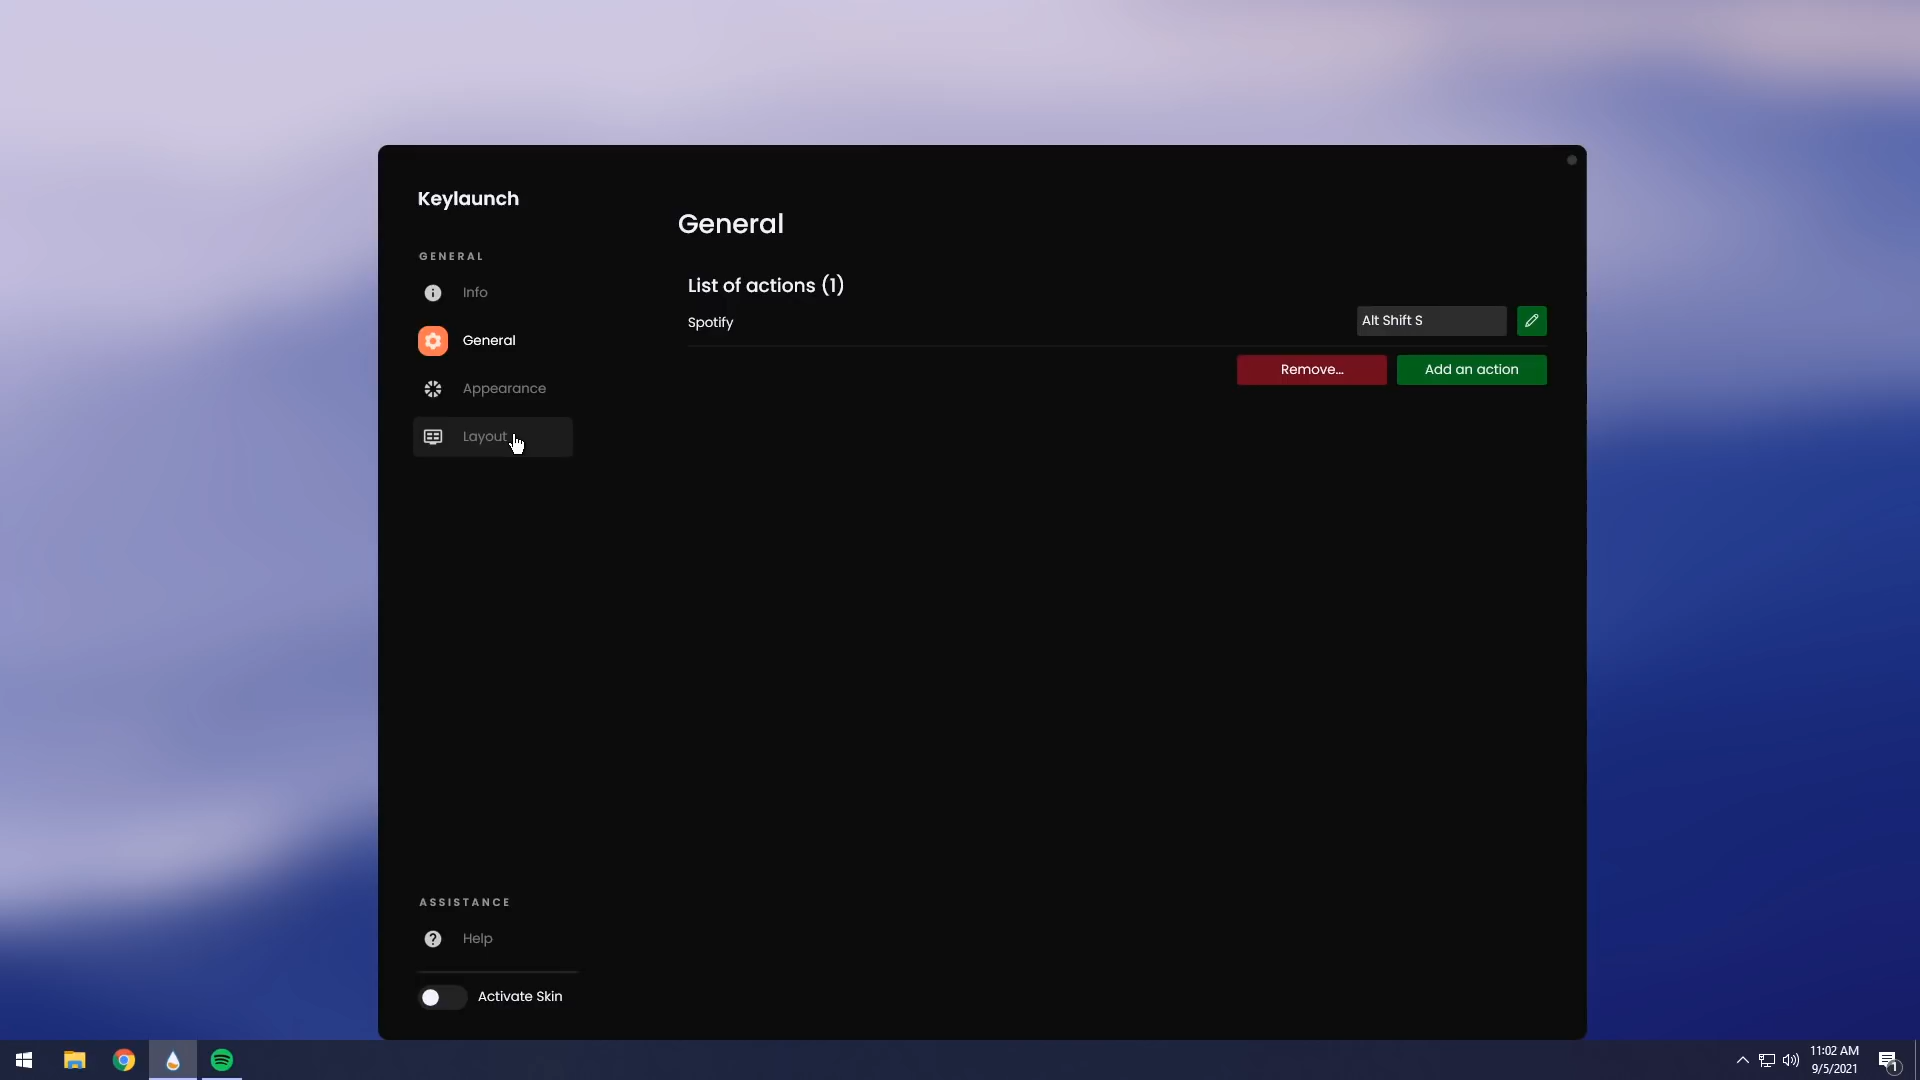 Keylaunch
GENERAL
Info
General
Appearance
Layout
General
List of actions (1)
Spotify
Alt Shift S
Remove...
Add an action
ASSISTANCE
Help
Activate Skin
11:02 AM
9/5/2021
1